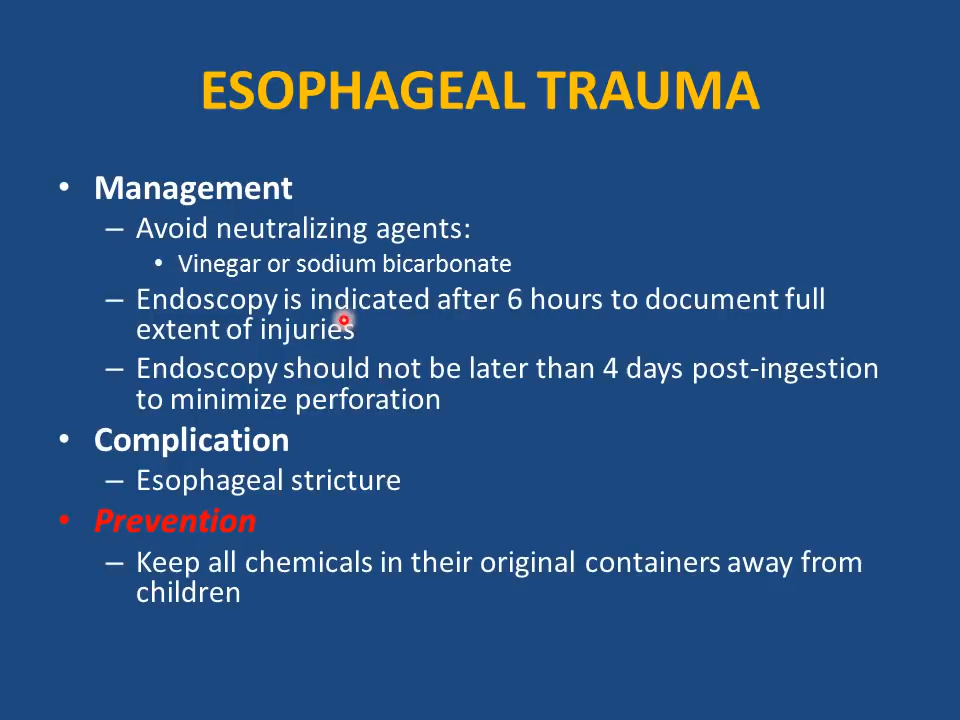 ESOPHAGEAL TRAUMA
• Management
– Avoid neutralizing agents:
• Vinegar or sodium bicarbonate
– Endoscopy is indicated after 6 hours to document full
extent of injuries
– Endoscopy should not be later than 4 days post-ingestion
to minimize perforation
• Complication
– Esophageal stricture
• Prevention
– Keep all chemicals in their original containers away from
children